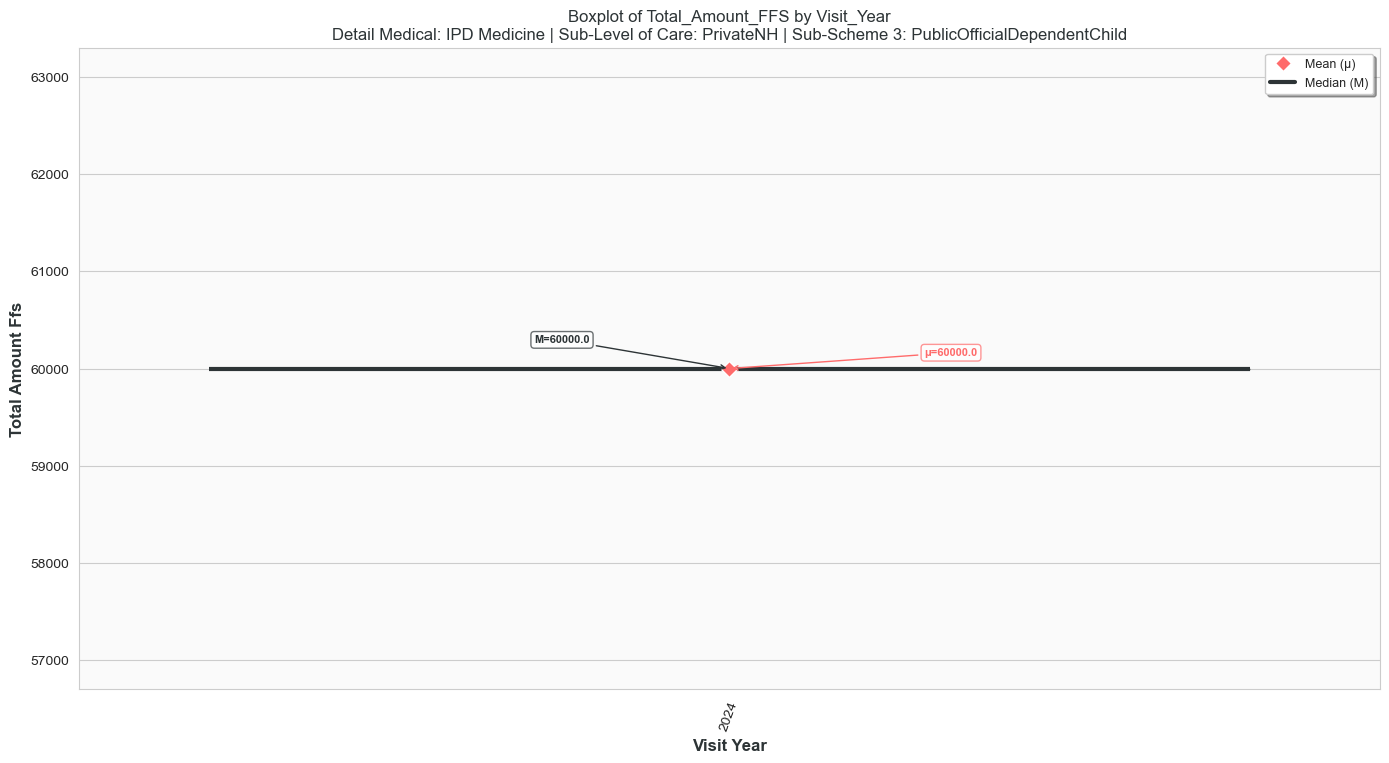 Boxplot of Total_Amount_FFS by Visit_Year
Detail Medical: IPD Medicine | Sub-Level of Care: PrivateNH | Sub-Scheme 3: PublicOfficialDependentChild
Mean (μ)
Median (M)
63000
62000
61000
60000
59000
58000
57000
Total Amount Ffs
M=60000.0
μ=60000.0
2024
Visit Year